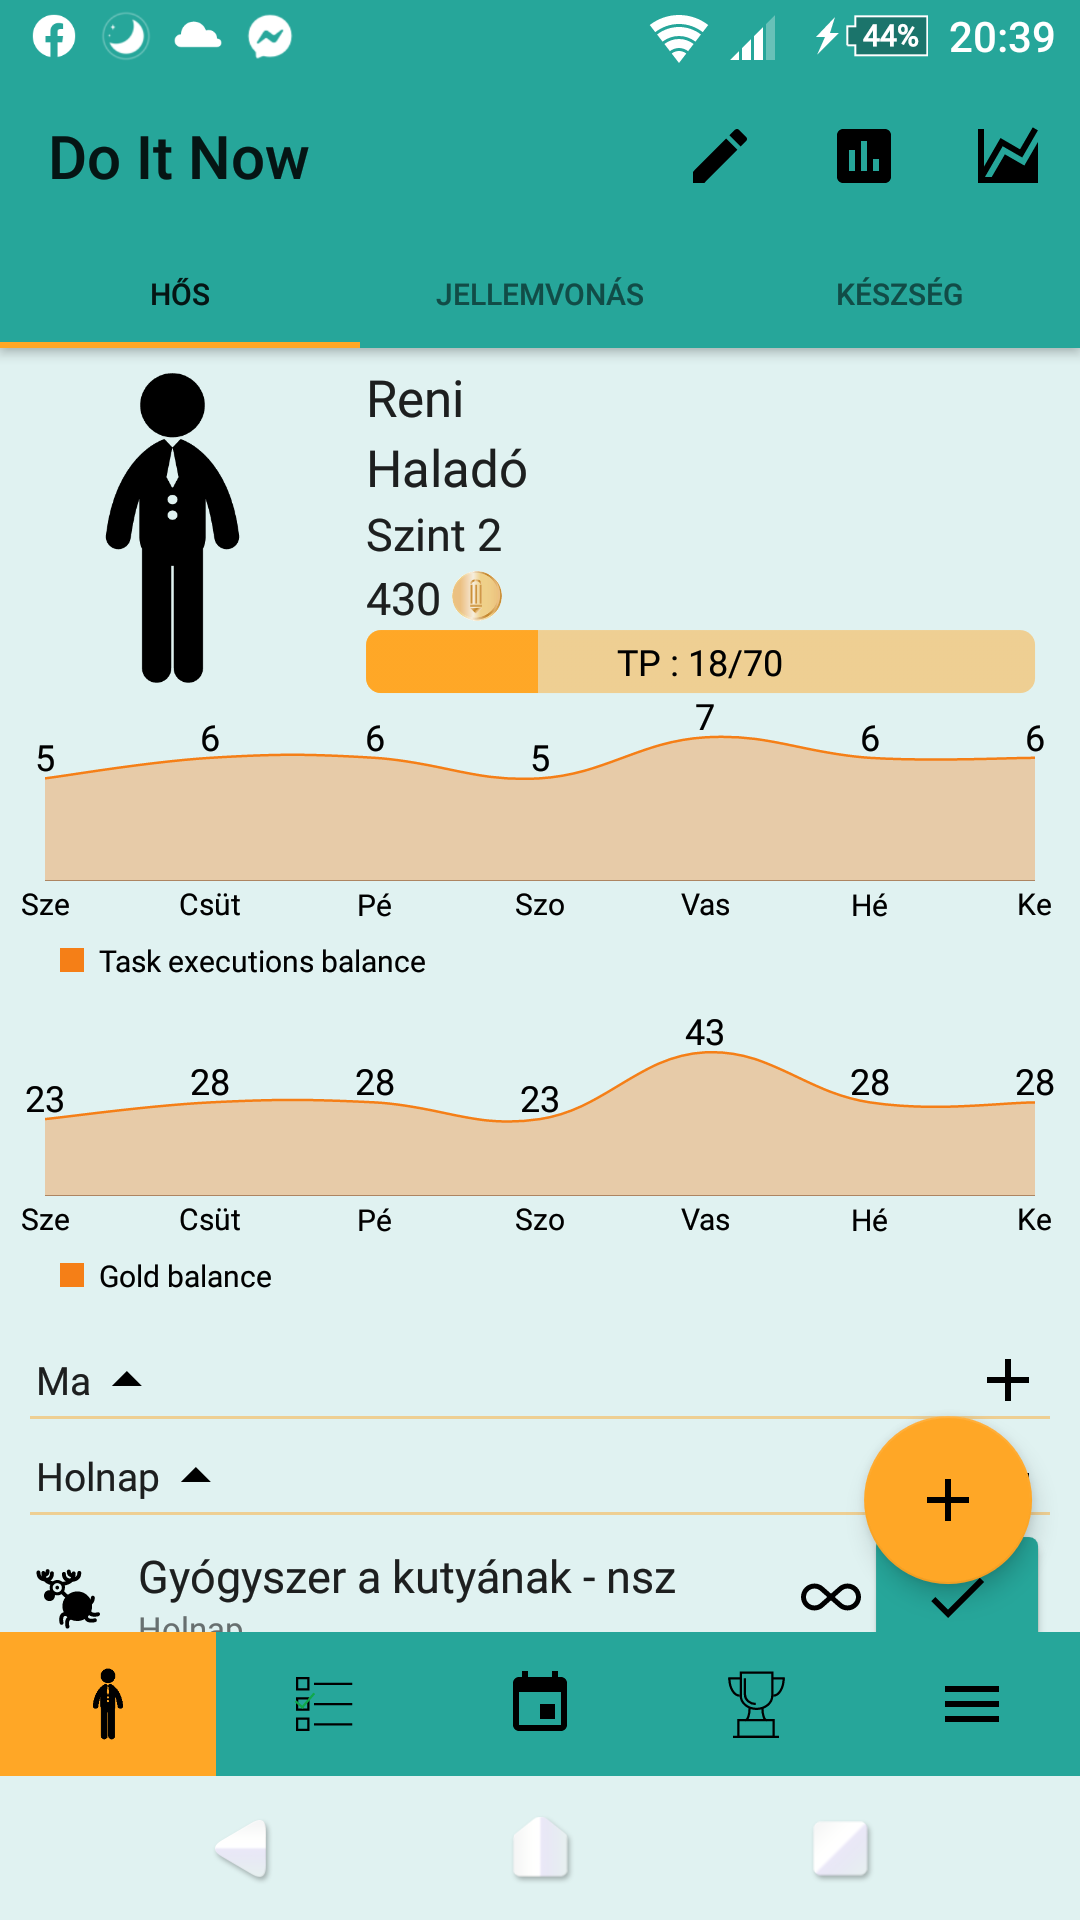 44% 20:39
Do It Now
HŐS JELLEMVONÁS KÉSZSÉG
Reni
Haladó
Szint 2
430
TP : 18/70
5 6 6 5 7 6 6
Sze Csüt Pé Szo Vas Hé Ke
Task executions balance
23 28 28 23 43 28 28
Sze Csüt Pé Szo Vas Hé Ke
Gold balance
Ma
Holnap
Gyógyszer a kutyának - nsz
Holnap